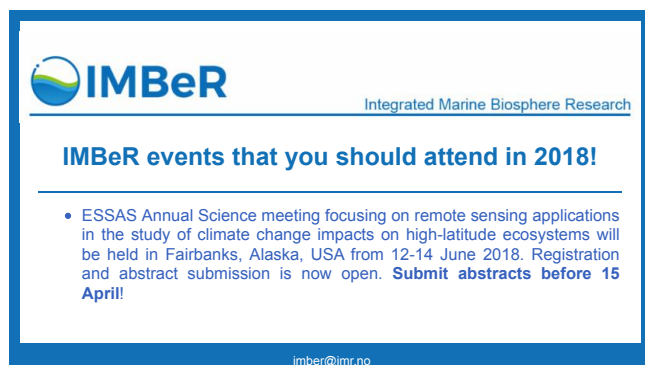 IMBeR
Integrated Marine Biosphere Research
IMBeR events that you should attend in 2018!
• ESSAS Annual Science meeting focusing on remote sensing applications
in the study of climate change impacts on high-latitude ecosystems will
be held in Fairbanks, Alaska, USA from 12-14 June 2018. Registration
and abstract submission is now open. Submit abstracts before 15
April!
imber@imr.no